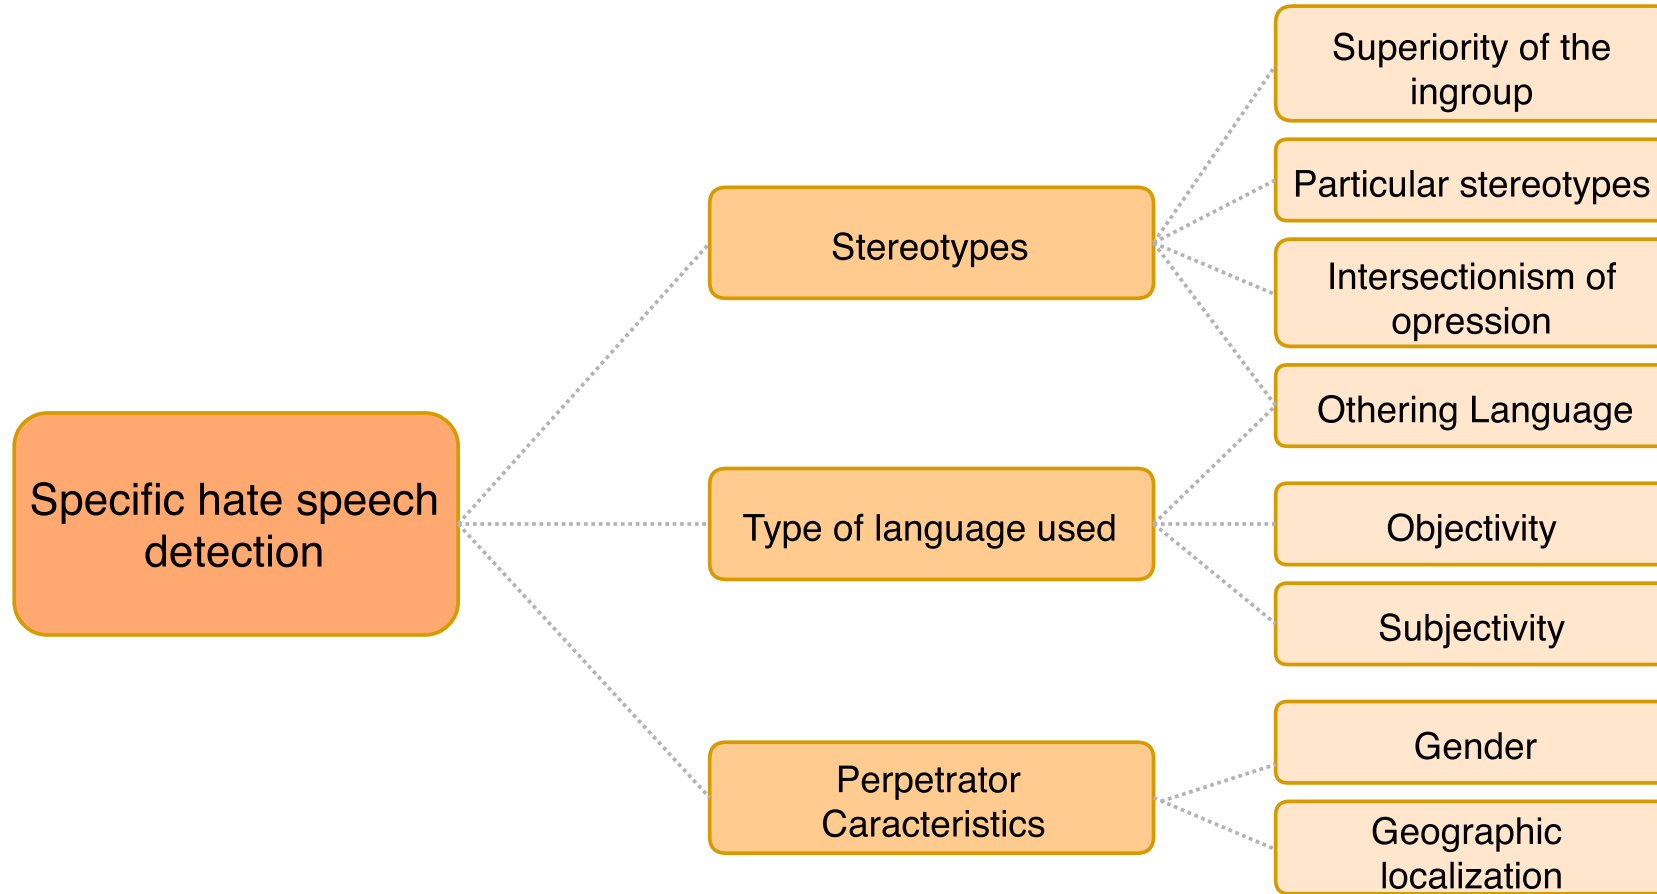 Superiority of the
ingroup
Particular stereotypes
Stereotypes
Intersectionism of
opression
Othering Language
Specific hate speech
detection
Type of language used
Objectivity
Subjectivity
Gender
Perpetrator
Caracteristics
Geographic
localization